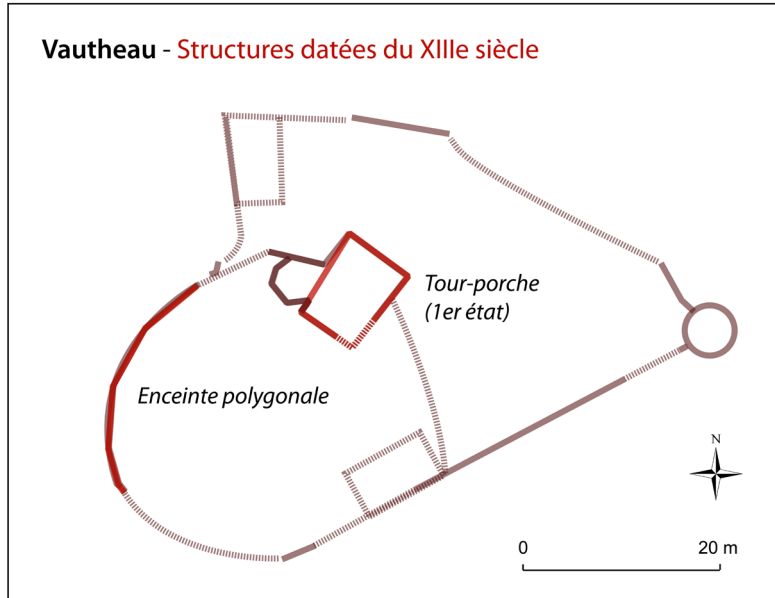 Vautheau - Structures datées du XIIIe siècle
Tour-porche
(1er état)
Enceinte polygonale
N
0 20 m